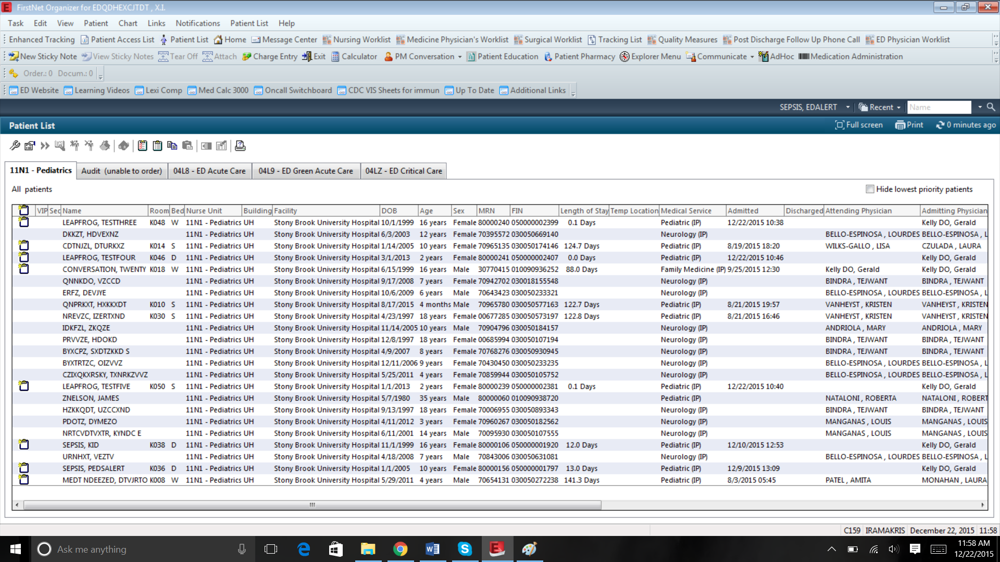 FirstNet Organizer for EDQDHEXCJTDT , X.I.
Task Edit View Patient Chart Links Notifications Patient List Help
Enhanced Tracking Patient Access List Patient List Home Message Center Nursing Worklist Medicine Physician's Worklist Surgical Worklist Tracking List Quality Measures Post Discharge Follow Up Phone Call ED Physician Worklist
New Sticky Note View Sticky Notes Tear Off Attach Charge Entry Exit Calculator PM Conversation Patient Education Patient Pharmacy Explorer Menu Communicate AdHoc Medication Administration
Order.: 0 Docum.: 0
ED Website Learning Videos Lexi Comp Med Calc 3000 Oncall Switchboard CDC VIS Sheets for immun Up To Date Additional Links
SEPSIS, EDALERT Recent Name
Patient List Full screen Print 0 minutes ago
11N1 - Pediatrics Audit (unable to order) 04L8 - ED Acute Care 04L9 - ED Green Acute Care 04LZ - ED Critical Care
All patients Hide lowest priority patients
VIP Sec Name Room Bed Nurse Unit Building Facility DOB Age Sex MRN FIN Length of Stay Temp Location Medical Service Admitted Discharged Attending Physician Admitting Physician
LEAPFROG, TESTTHREE K048 W 11N1 - Pediatrics UH Stony Brook University Hospital 10/1/1999 16 years Female 80000240 050000002399 0.1 Days Pediatric (IP) 12/22/2015 10:38 Kelly DO, Gerald
DKKZT, HDVEXNZ 11N1 - Pediatrics UH Stony Brook University Hospital 6/3/2003 12 years Female 70395572 030050669140 Neurology (IP) BELLO-ESPINOSA , LOURDES BELLO-ESPINOSA , L
CDTNJZL, DTURKXZ K014 S 11N1 - Pediatrics UH Stony Brook University Hospital 1/14/2005 10 years Female 70965135 030050174146 124.7 Days Pediatric (IP) 8/19/2015 18:20 WILKS-GALLO , LISA CZULADA , LAURA
LEAPFROG, TESTFOUR K046 D 11N1 - Pediatrics UH Stony Brook University Hospital 3/1/2013 2 years Female 80000241 050000002407 0.0 Days Pediatric (IP) 12/22/2015 10:46 Kelly DO, Gerald
CONVERSATION, TWENTY K018 W 11N1 - Pediatrics UH Stony Brook University Hospital 6/15/1999 16 years Male 30770415 010090936252 88.0 Days Family Medicine (IP) 9/25/2015 12:30 Kelly DO, Gerald Kelly DO, Gerald
QNNKDO, VZCCD 11N1 - Pediatrics UH Stony Brook University Hospital 9/17/2008 7 years Female 70942702 030018155548 Neurology (IP) BINDRA , TEJWANT BINDRA , TEJWANT
ERFZ, DEVJYE 11N1 - Pediatrics UH Stony Brook University Hospital 10/6/2009 6 years Male 70643423 030050233321 Neurology (IP) BELLO-ESPINOSA , LOURDES BELLO-ESPINOSA , L
QNPRKXT, HXKKXDT K010 S 11N1 - Pediatrics UH Stony Brook University Hospital 8/17/2015 4 months Male 70965780 030050577163 122.7 Days Pediatric (IP) 8/21/2015 19:57 VANHEYST , KRISTEN VANHEYST , KRISTEN
NREVZC, IZERTXND K030 S 11N1 - Pediatrics UH Stony Brook University Hospital 4/23/1997 18 years Female 00677285 030050573197 122.8 Days Pediatric (IP) 8/21/2015 16:46 VANHEYST , KRISTEN VANHEYST , KRISTEN
IDKFZL, ZKQZE 11N1 - Pediatrics UH Stony Brook University Hospital 11/14/2005 10 years Male 70904796 030050184157 Neurology (IP) ANDRIOLA , MARY ANDRIOLA , MARY
PRVVZE, HDOKD 11N1 - Pediatrics UH Stony Brook University Hospital 12/8/1997 18 years Male 00685994 030050107194 Neurology (IP) BINDRA , TEJWANT BINDRA , TEJWANT
BYXCPZ, SXDTZKKD S 11N1 - Pediatrics UH Stony Brook University Hospital 4/9/2007 8 years Male 70768276 030050930945 Neurology (IP) BINDRA , TEJWANT BINDRA , TEJWANT
BYXTRTZC, OIZVVZ 11N1 - Pediatrics UH Stony Brook University Hospital 12/11/2006 9 years Female 70430450 030050233235 Neurology (IP) BELLO-ESPINOSA , LOURDES BELLO-ESPINOSA , L
CZIXQKXRSKY, TXNRKZVVZ 11N1 - Pediatrics UH Stony Brook University Hospital 5/25/2011 4 years Female 70859944 030050105752 Neurology (IP) BELLO-ESPINOSA , LOURDES BELLO-ESPINOSA , L
LEAPFROG, TESTFIVE K050 S 11N1 - Pediatrics UH Stony Brook University Hospital 1/1/2013 2 years Female 80000239 050000002381 0.1 Days Pediatric (IP) 12/22/2015 10:40 Kelly DO, Gerald
ZNELSON, JAMES 11N1 - Pediatrics UH Stony Brook University Hospital 5/7/1980 35 years Male 80000060 010090938720 Pediatric (IP) NATALONI , ROBERTA NATALONI , ROBERT
HZKKQDT, UZCCXND 11N1 - Pediatrics UH Stony Brook University Hospital 9/13/1997 18 years Male 70006955 030050893343 Neurology (IP) BINDRA , TEJWANT BINDRA , TEJWANT
PDOTZ, DYMEZO 11N1 - Pediatrics UH Stony Brook University Hospital 4/11/2012 3 years Female 70960267 030050182562 Neurology (IP) MANGANAS , LOUIS MANGANAS , LOUIS
NRTCVDTVXTR, KYNDC E 11N1 - Pediatrics UH Stony Brook University Hospital 6/11/2001 14 years Male 70095930 030050107555 Neurology (IP) MANGANAS , LOUIS MANGANAS , LOUIS
SEPSIS, KID K038 D 11N1 - Pediatrics UH Stony Brook University Hospital 11/1/1999 16 years Female 80000106 050000001920 12.0 Days Pediatric (IP) 12/10/2015 12:53 Kelly DO, Gerald
URNHXT, VEZTV 11N1 - Pediatrics UH Stony Brook University Hospital 4/18/2008 7 years Male 70843006 030050631081 Neurology (IP) BELLO-ESPINOSA , LOURDES BELLO-ESPINOSA , L
SEPSIS, PEDSALERT K036 D 11N1 - Pediatrics UH Stony Brook University Hospital 1/1/2005 10 years Female 80000156 050000001797 13.0 Days Pediatric (IP) 12/9/2015 13:09 Kelly DO, Gerald
MEDT NDEEZED, DTVJRTO K008 W 11N1 - Pediatrics UH Stony Brook University Hospital 5/29/2011 4 years Male 70654131 030050272238 141.3 Days Pediatric (IP) 8/3/2015 05:45 PATEL , AMITA MONAHAN , LAURA
C159 IRAMAKRIS December 22, 2015 11:58
Ask me anything 11:58 AM
12/22/2015